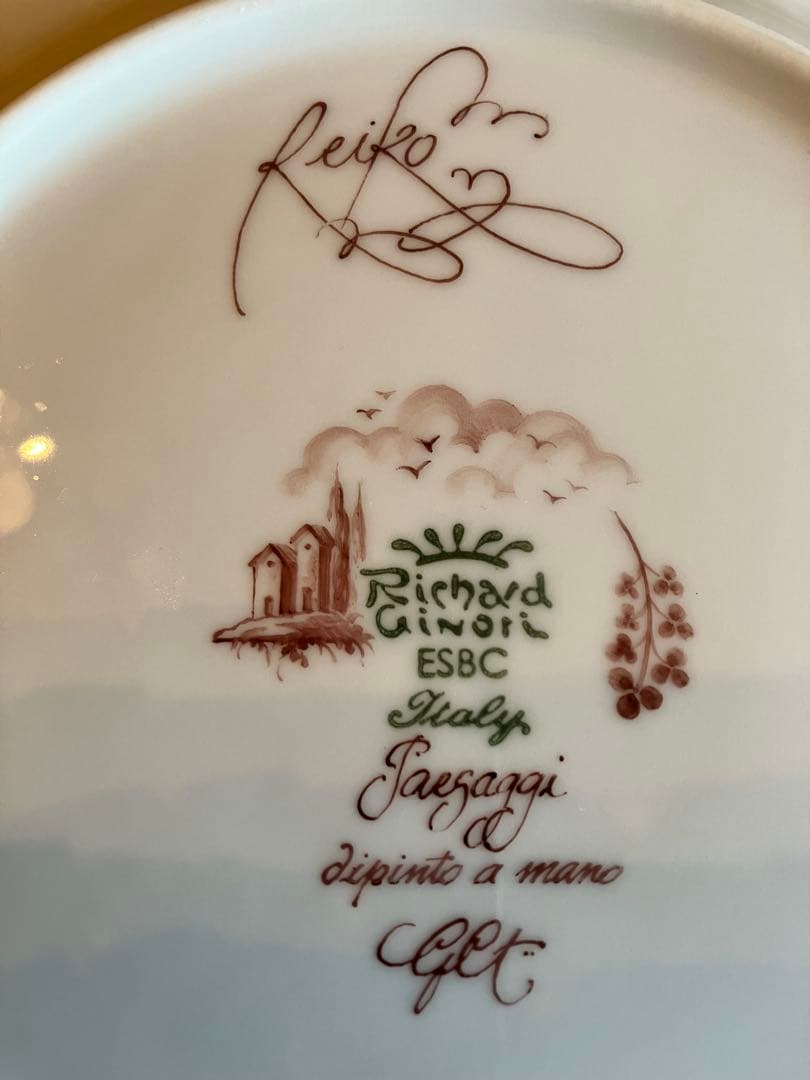 Reiko
Richard
Ginori
ESBC
Italy
Paesaggi
dipinto a mano